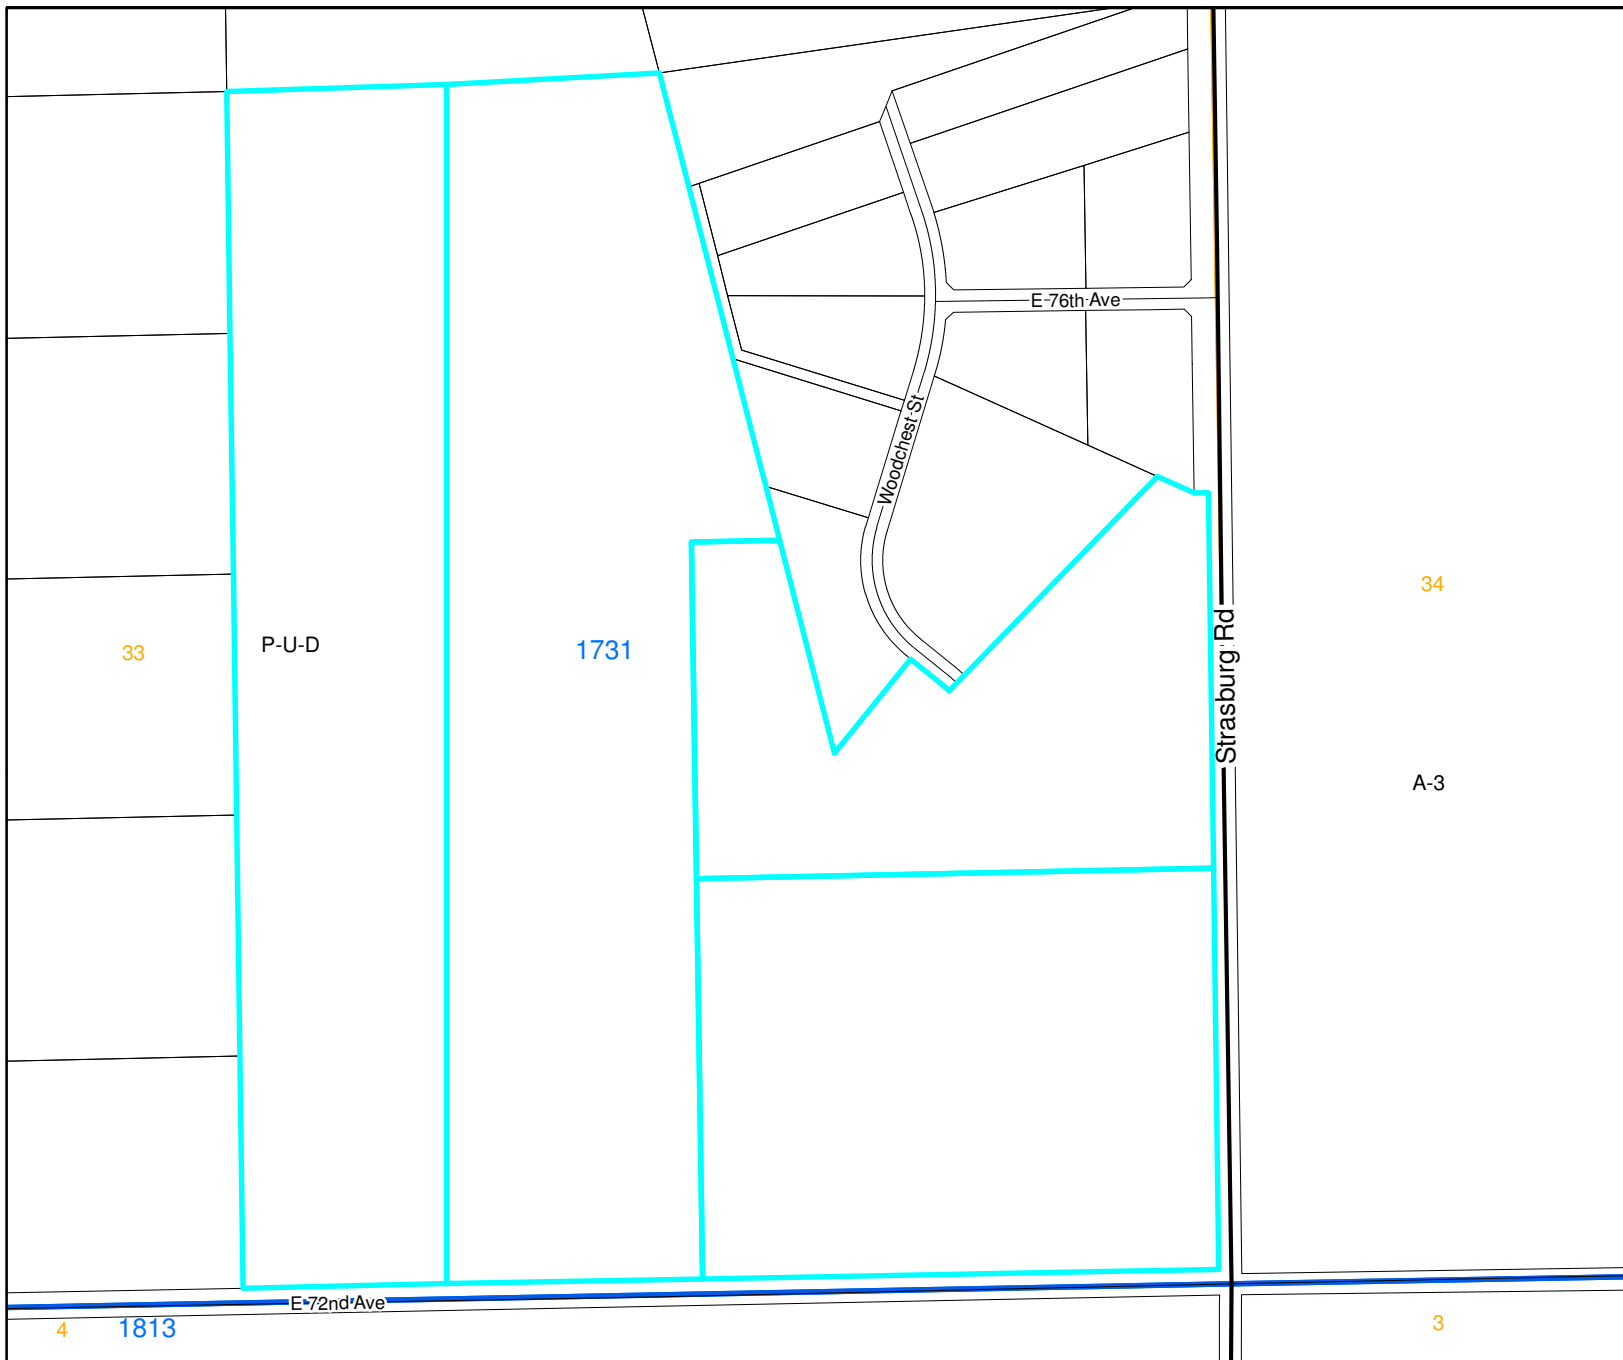 E 76th Ave
Woodchest St
34
Strasburg Rd
33
P-U-D
1731
A-3
E 72nd Ave
4
1813
3